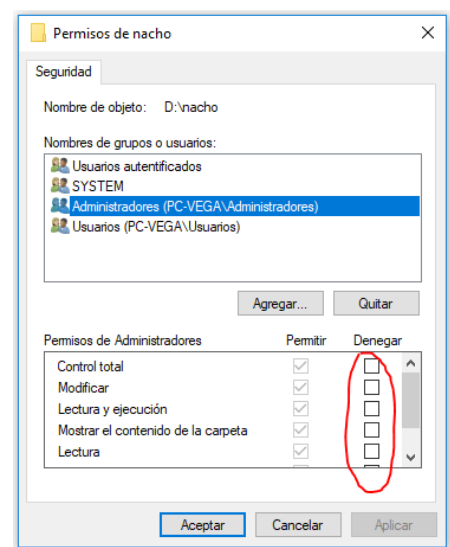 Permisos de nacho
Seguridad
Nombre de objeto: D:\nacho
Nombres de grupos o usuarios:
Usuarios autentificados
SYSTEM
Administradores (PC-VEGA\Administradores)
Usuarios (PC-VEGA\Usuarios)
Agregar... Quitar
Permisos de Administradores Permitir Denegar
Control total
Modificar
Lectura y ejecución
Mostrar el contenido de la carpeta
Lectura
Aceptar Cancelar Aplicar